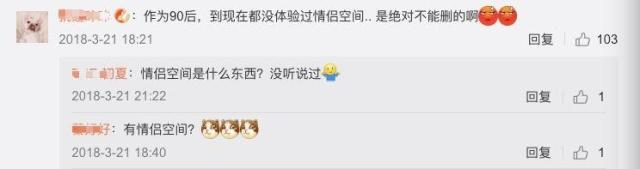 ：作为90后，到现在都没体验过情侣空间.. 是绝对不能删的啊
2018-3-21 18:21
回复 103
初夏：情侣空间是什么东西？没听说过
2018-3-21 21:22
回复 1
好：有情侣空间？
2018-3-21 18:40
回复 1